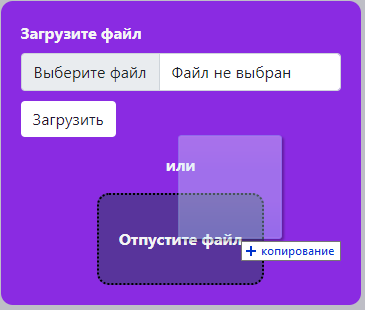 Загрузите файл
Выберите файл Файл не выбран
Загрузить
или
Отпустите файл
+ копирование